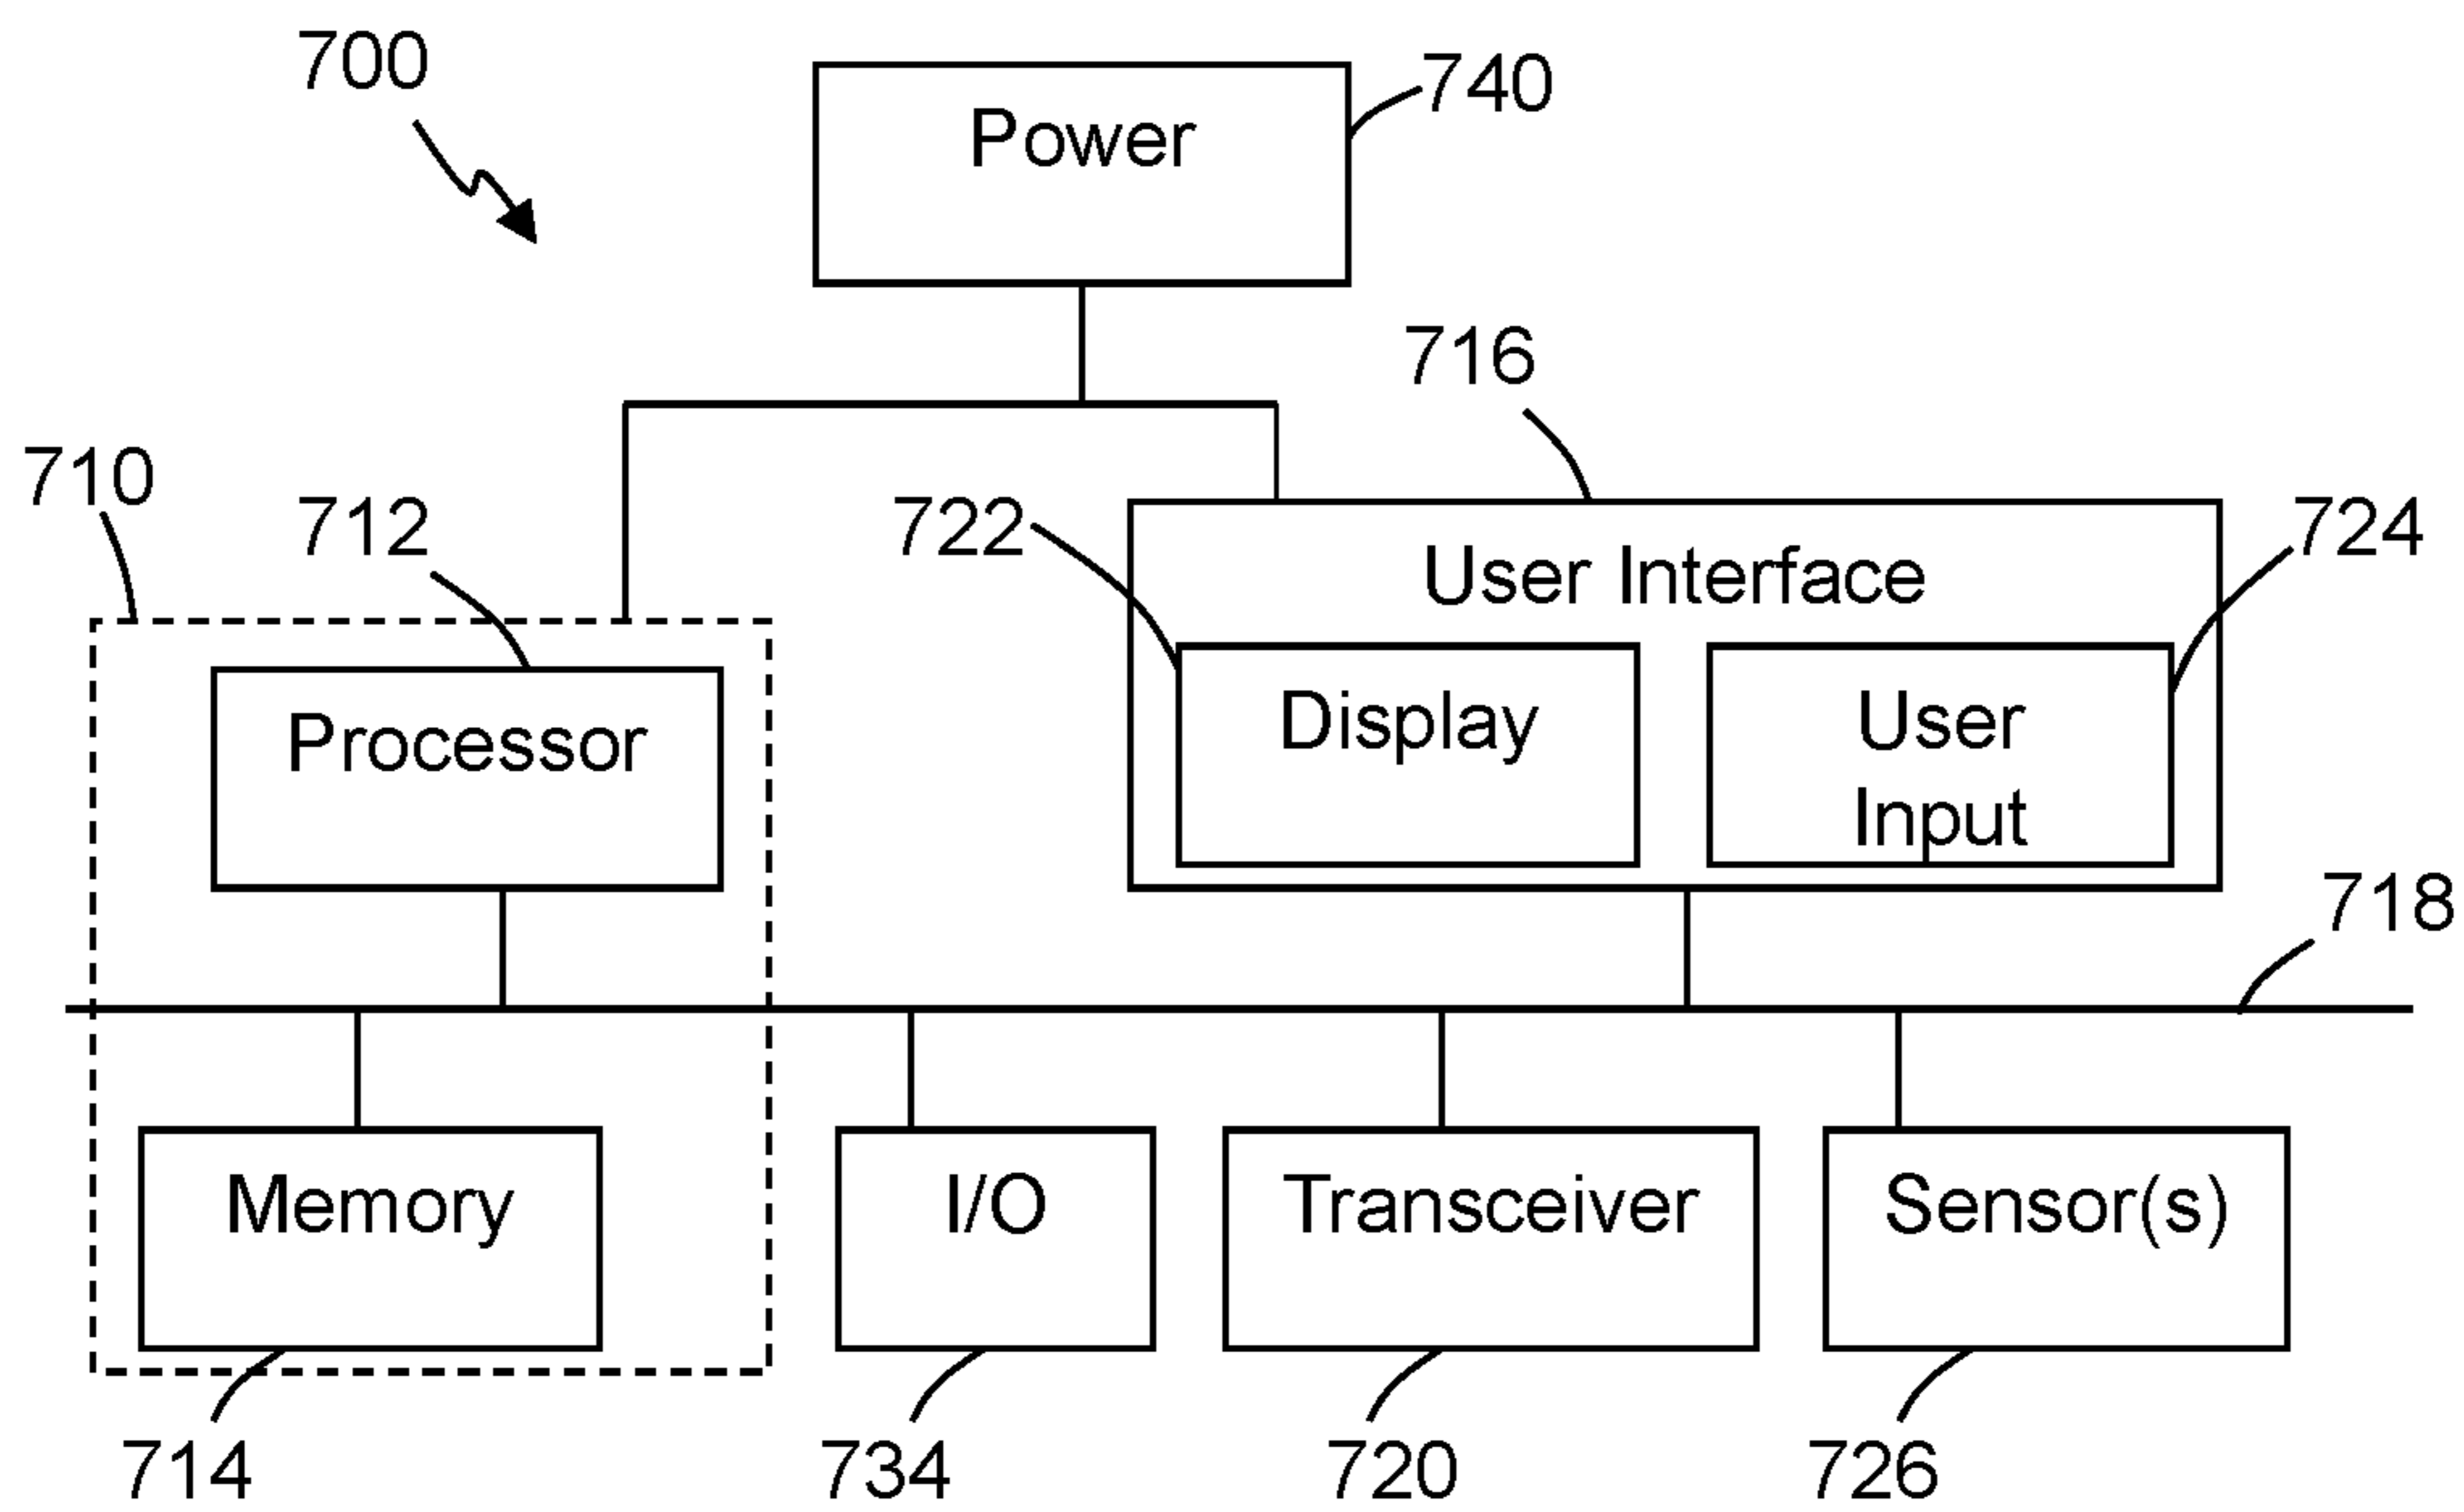 700
740
Power
716
710
712
722
724
User Interface
Processor
Display
User
Input
718
Memory
I/O
Transceiver
Sensor(s)
714
734
720
726